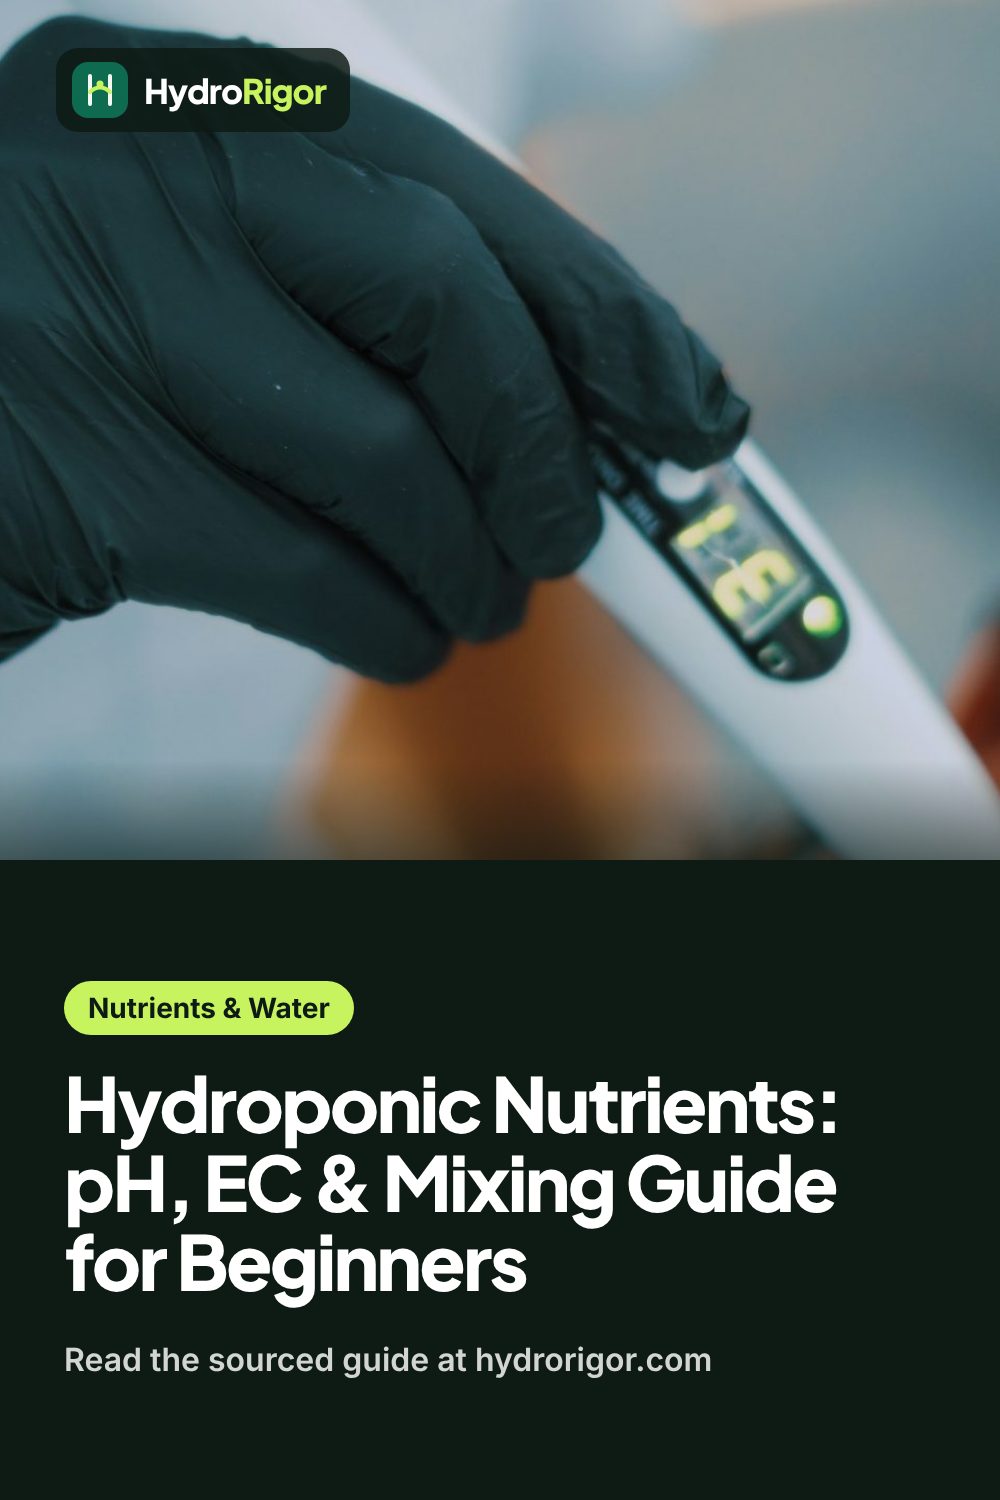 HydroRigor
Nutrients & Water
Hydroponic Nutrients:
pH, EC & Mixing Guide
for Beginners
Read the sourced guide at hydrorigor.com